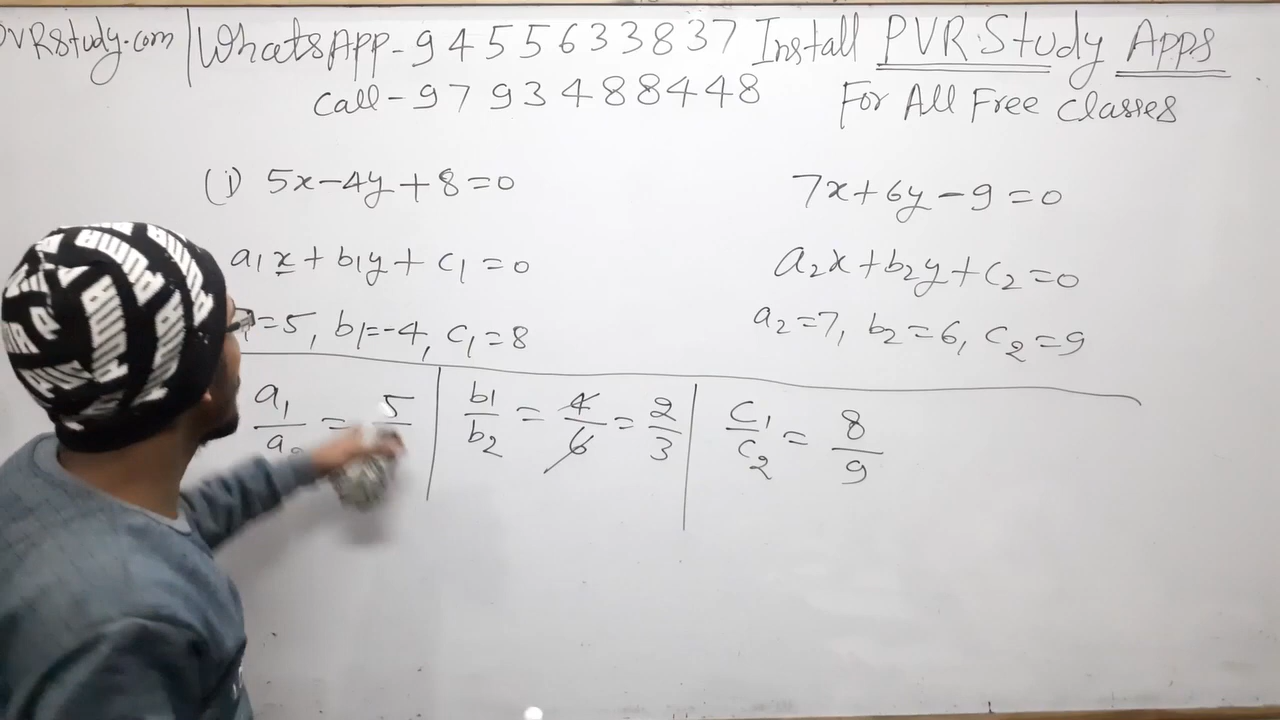 PVRStudy.com | WhatsApp-9455633837 Install PVR Study Apps
Call-9793488448 For All Free Classes
(i) 5x-4y+8=0 7x+6y-9=0
a₁x+b₁y+c₁=0 a₂x+b₂y+c₂=0
=5, b₁=-4, c₁=8 a₂=7, b₂=6, c₂=9
a₁/a₂ = 5/ b₁/b₂ = 4/6 = 2/3 c₁/c₂ = 8/9